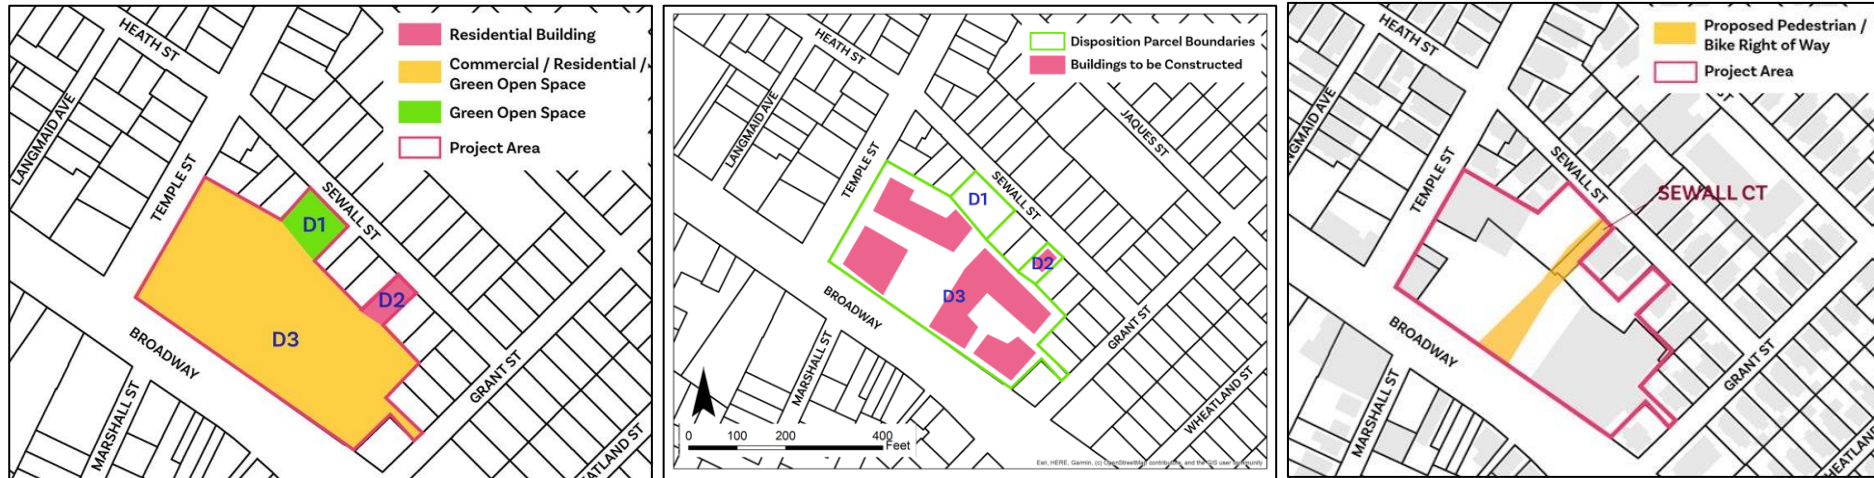 HEATH ST
LANGMAID AVE
TEMPLE ST
SEWALL ST
BROADWAY
MARSHALL ST
GRANT ST
EATLAND ST
D1
D2
D3
Residential Building
Commercial / Residential /
Green Open Space
Green Open Space
Project Area
HEATH ST
LANGMAID AVE
TEMPLE ST
SEWALL ST
JAQUES ST
BROADWAY
MARSHALL ST
GRANT ST
WHEATLAND ST
D1
D2
D3
Disposition Parcel Boundaries
Buildings to be Constructed
0 100 200 400
Feet
Esri, HERE, Garmin, (c) OpenStreetMap contributors, and the GIS user community
HEATH ST
NGMAID AVE
TEMPLE ST
SEWALL ST
SEWALL CT
ST
BROADWAY
MARSHALL ST
GRANT ST
HEATLAND
Proposed Pedestrian /
Bike Right of Way
Project Area